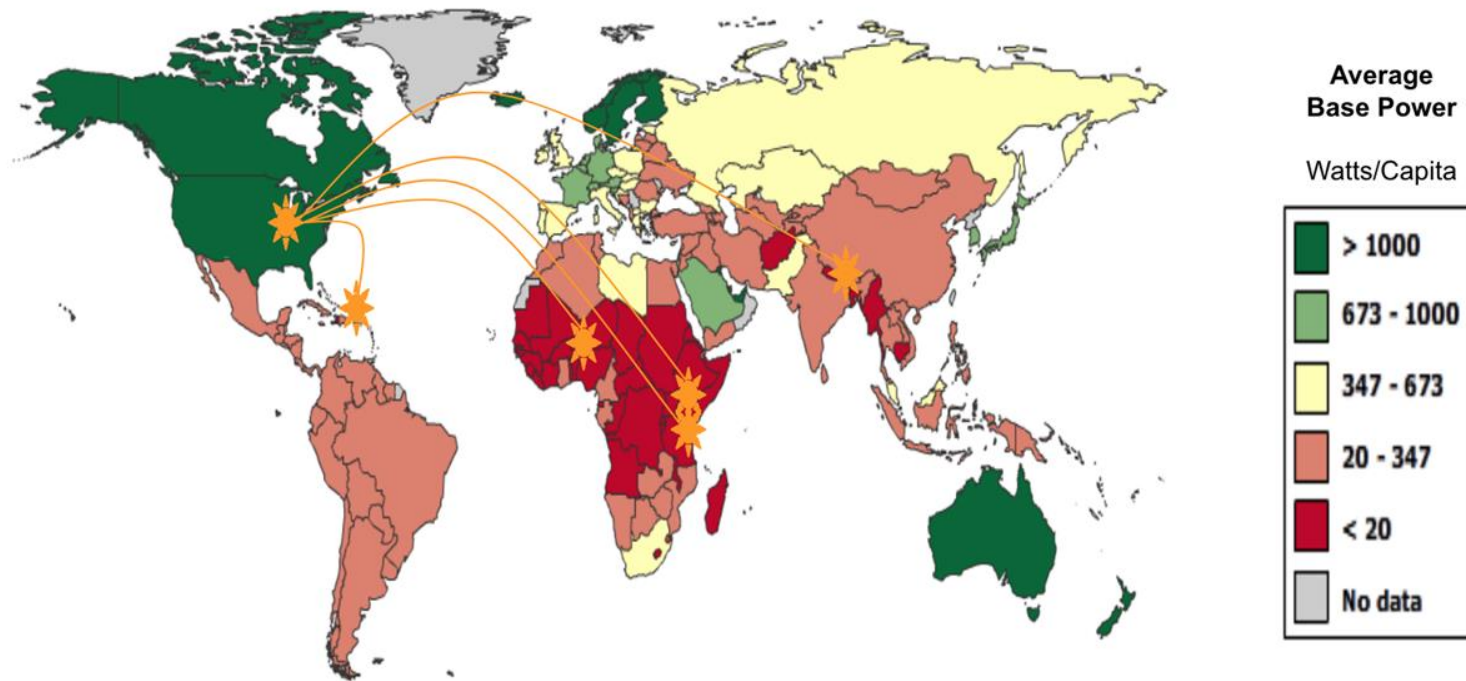 Average
Base Power
Watts/Capita
> 1000
673 - 1000
347 - 673
20 - 347
< 20
No data